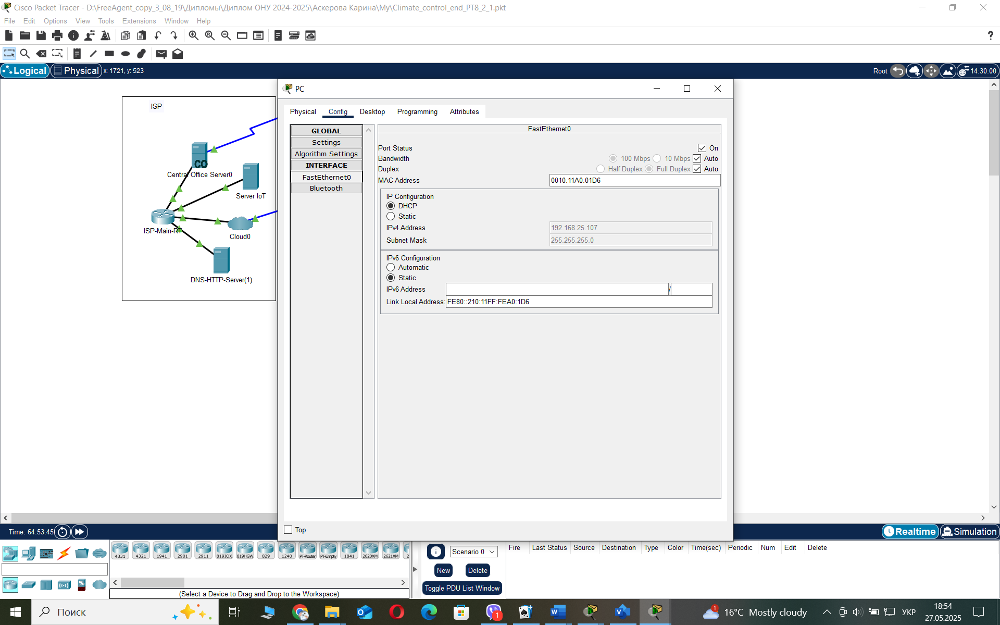 Cisco Packet Tracer - D:\FreeAgent_copy_3_08_19\Дипломы\Диплом ОНУ 2024-2025\Аскерова Карина\My\Climate_control_end_PT8_2_1.pkt
File Edit Options View Tools Extensions Window Help
Logical Physical x: 1721, y: 523 Root 14:30:00
ISP
CO
Central Office Server0
Server IoT
ISP-Main-RT
Cloud0
DNS-HTTP-Server(1)
PC
Physical Config Desktop Programming Attributes
GLOBAL
Settings
Algorithm Settings
INTERFACE
FastEthernet0
Bluetooth
FastEthernet0
Port Status On
Bandwidth 100 Mbps 10 Mbps Auto
Duplex Half Duplex Full Duplex Auto
MAC Address 0010.11A0.01D6
IP Configuration
DHCP
Static
IPv4 Address 192.168.25.107
Subnet Mask 255.255.255.0
IPv6 Configuration
Automatic
Static
IPv6 Address /
Link Local Address: FE80::210:11FF:FEA0:1D6
Top
Time: 64:53:45 Realtime Simulation
4331 4321 1941 2901 2911 819IOX 819HGW 829 1240 PT-Router PT-Empty 1841 2620XM 2621XM 2
(Select a Device to Drag and Drop to the Workspace)
Scenario 0
New Delete
Toggle PDU List Window
Fire Last Status Source Destination Type Color Time(sec) Periodic Num Edit Delete
Поиск
1
1
16°C Mostly cloudy
УКР
18:54
27.05.2025